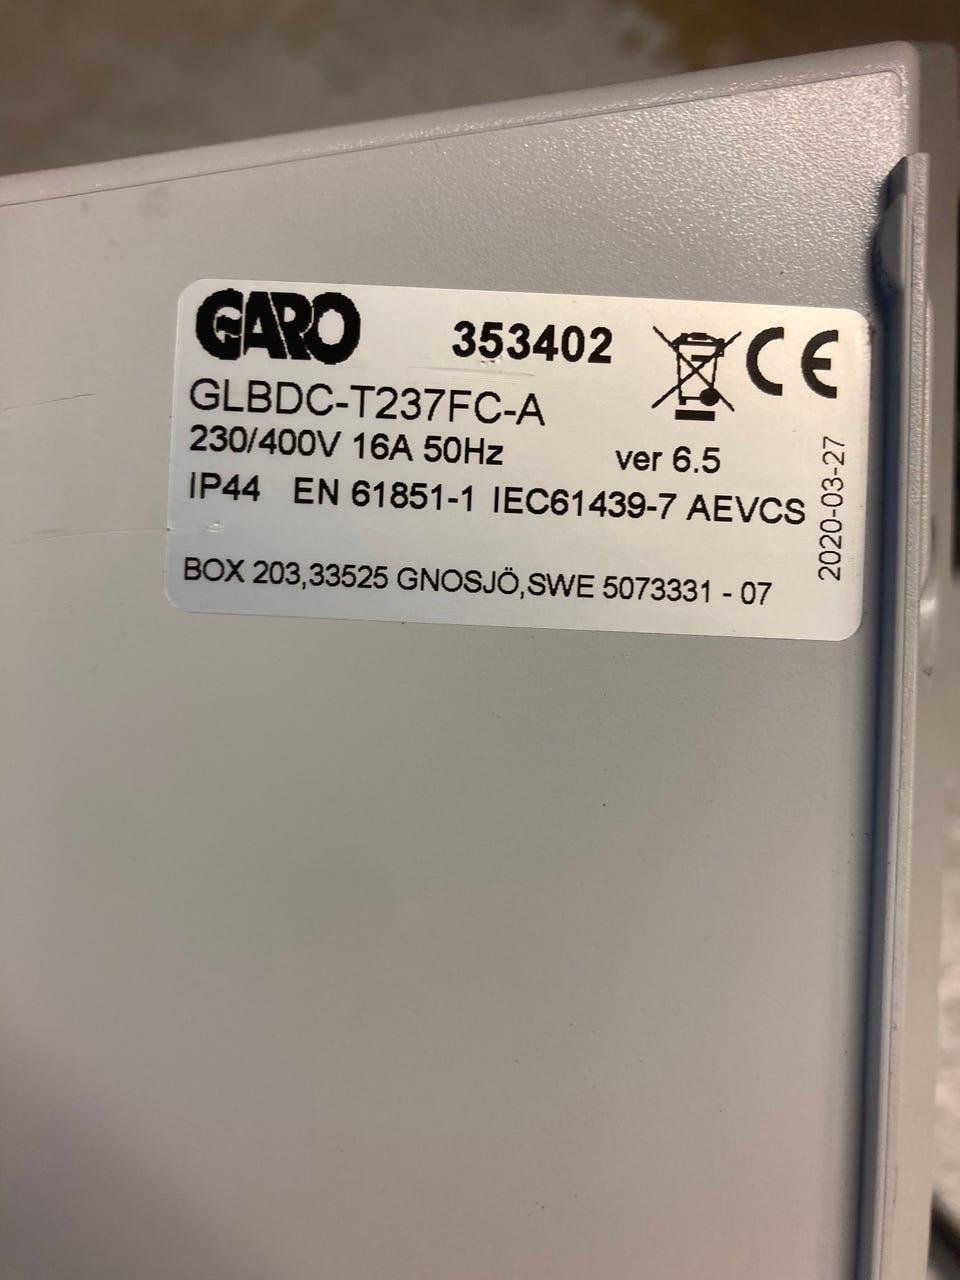 GARO 353402 CE
GLBDC-T237FC-A
230/400V 16A 50Hz ver 6.5
IP44 EN 61851-1 IEC61439-7 AEVCS
BOX 203,33525 GNOSJÖ,SWE 5073331 - 07
2020-03-27